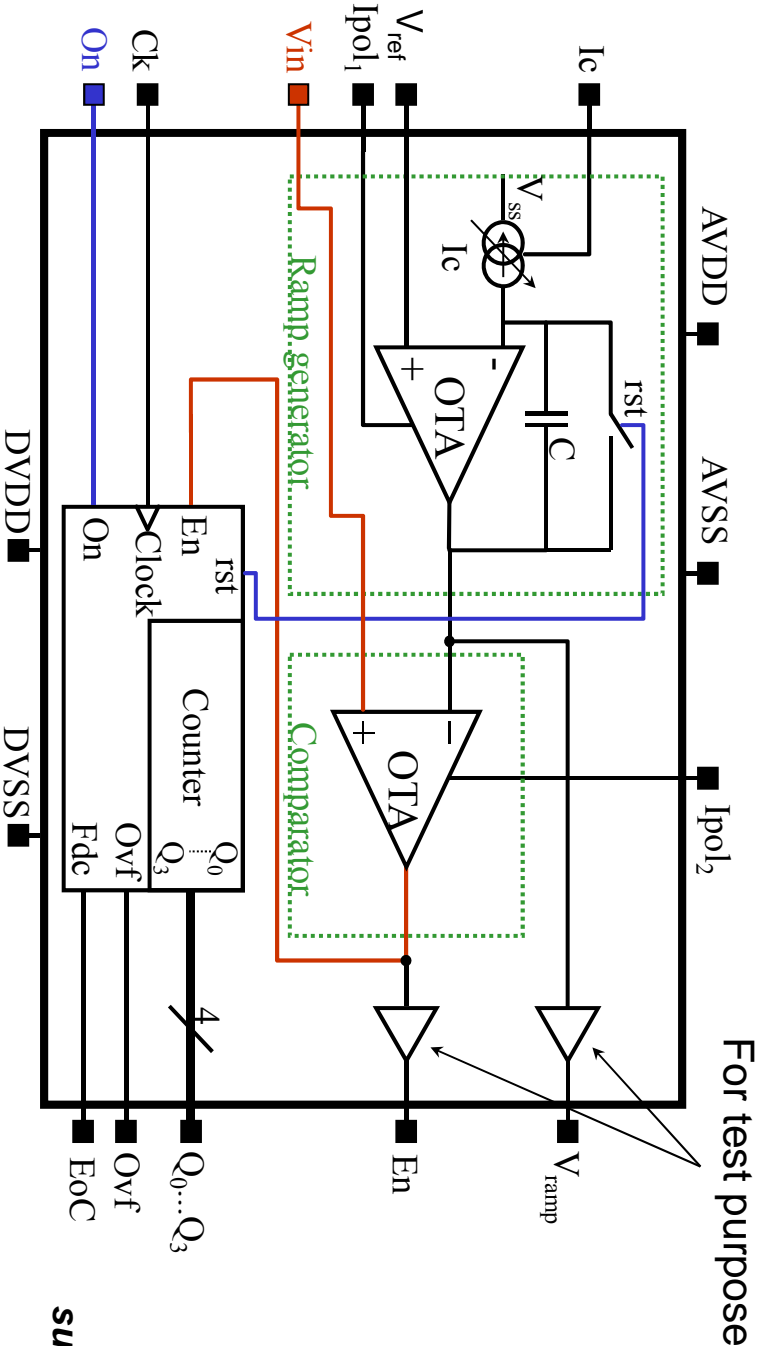 For test purpose
AVDD
AVSS
Ipol2
Ic
Vref
Ipol1
Vin
Ck
On
Vss
Ic
rst
C
-
+
OTA
Ramp generator
−
+
OTA
Comparator
rst
En
Clock
On
Counter
Q0
Q3
Ovf
Fdc
4
Vramp
En
Q0...Q3
Ovf
EoC
DVDD
DVSS
su